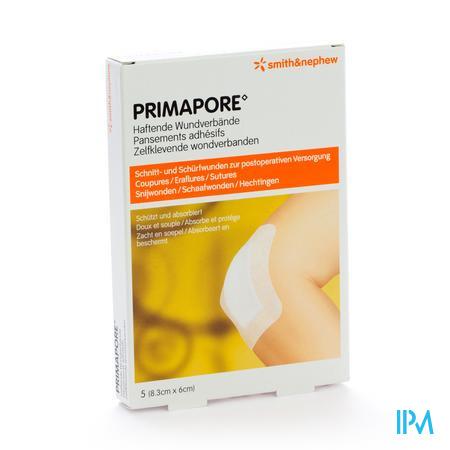 smith&nephew
PRIMAPORE◇
Haftende Wundverbände
Pansements adhésifs
Zelfklevende wondverbanden
Schnitt- und Schürfwunden zur postoperativen Versorgung
Coupures / Eraflures / Sutures
Snijwonden / Schaafwonden / Hechtingen
Schützt und absorbiert
Doux et souple / Absorbe et protège
Zacht en soepel / Absorbeert en
beschermt
5 (8.3cm x 6cm)
PRIMAPORE◇
IPM